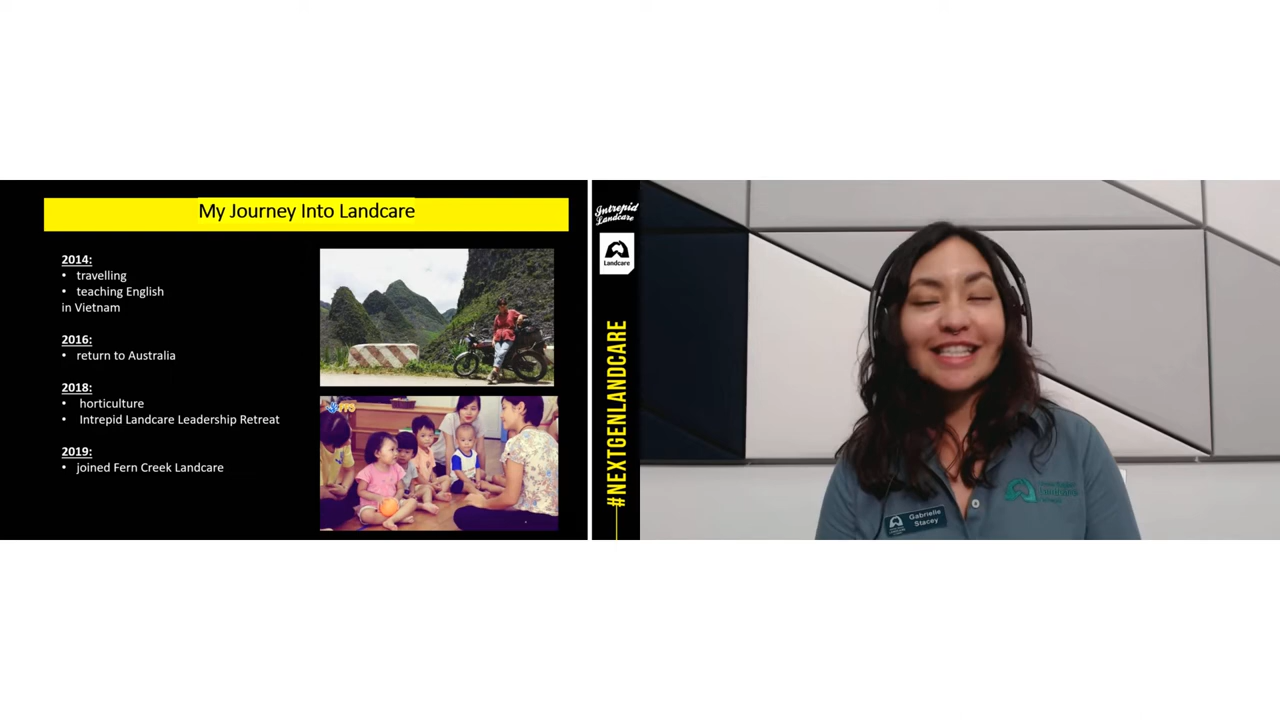 My Journey Into Landcare
2014:
• travelling
• teaching English
in Vietnam
2016:
• return to Australia
2018:
• horticulture
• Intrepid Landcare Leadership Retreat
2019:
• joined Fern Creek Landcare
Intrepid
Landcare
Landcare
#NEXTGENLANDCARE
Gabrielle
Stacey
Landcare